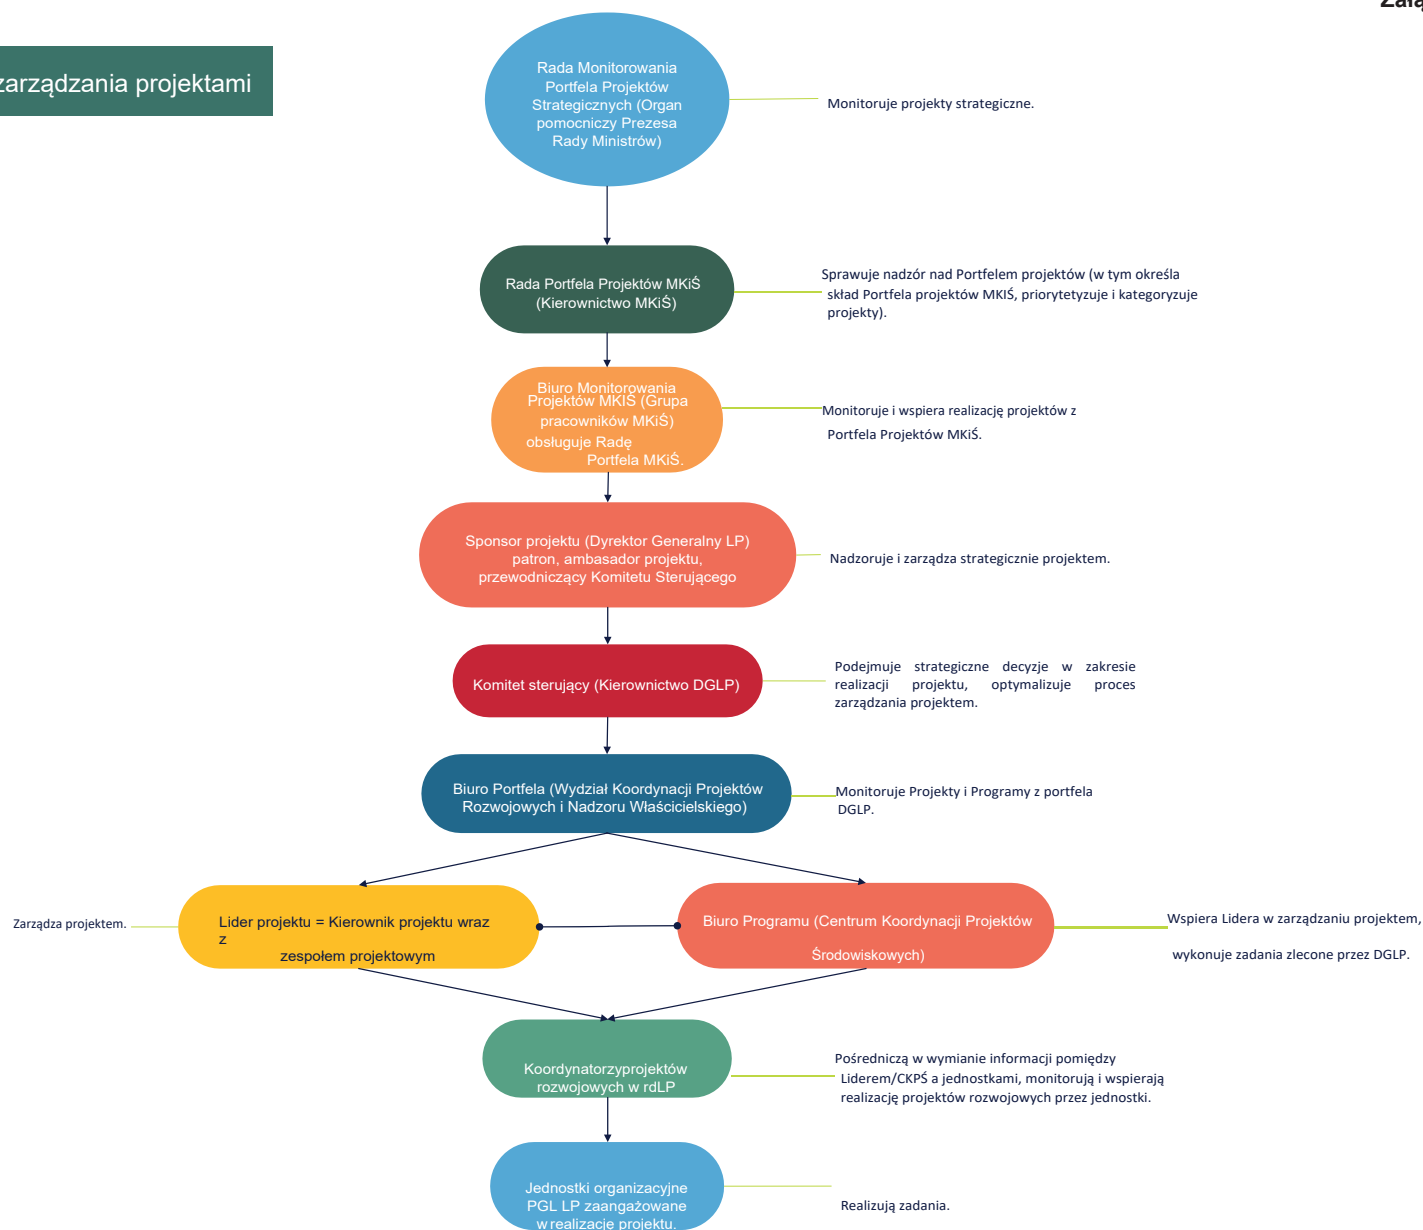 Załą
zarządzania projektami
Rada Monitorowania
Portfela Projektów
Strategicznych (Organ
pomocniczy Prezesa
Rady Ministrów)
Monitoruje projekty strategiczne.
Rada Portfela Projektów MKiŚ
(Kierownictwo MKiŚ)
Sprawuje nadzór nad Portfelem projektów (w tym określa
skład Portfela projektów MKIŚ, priorytetyzuje i kategoryzuje
projekty).
Biuro Monitorowania
Projektów MKIŚ (Grupa
pracowników MKiŚ)
obsługuje Radę
Portfela MKiŚ.
Monitoruje i wspiera realizację projektów z
Portfela Projektów MKiŚ.
Sponsor projektu (Dyrektor Generalny LP)
patron, ambasador projektu,
przewodniczący Komitetu Sterującego
Nadzoruje i zarządza strategicznie projektem.
Komitet sterujący (Kierownictwo DGLP)
Podejmuje strategiczne decyzje w zakresie
realizacji projektu, optymalizuje proces
zarządzania projektem.
Biuro Portfela (Wydział Koordynacji Projektów
Rozwojowych i Nadzoru Właścicielskiego)
Monitoruje Projekty i Programy z portfela
DGLP.
Zarządza projektem.
Lider projektu = Kierownik projektu wraz
z
zespołem projektowym
Biuro Programu (Centrum Koordynacji Projektów
Środowiskowych)
Wspiera Lidera w zarządzaniu projektem,
wykonuje zadania zlecone przez DGLP.
Koordynatorzyprojektów
rozwojowych w rdLP
Pośredniczą w wymianie informacji pomiędzy
Liderem/CKPŚ a jednostkami, monitorują i wspierają
realizację projektów rozwojowych przez jednostki.
Jednostki organizacyjne
PGL LP zaangażowane
w realizację projektu.
Realizują zadania.